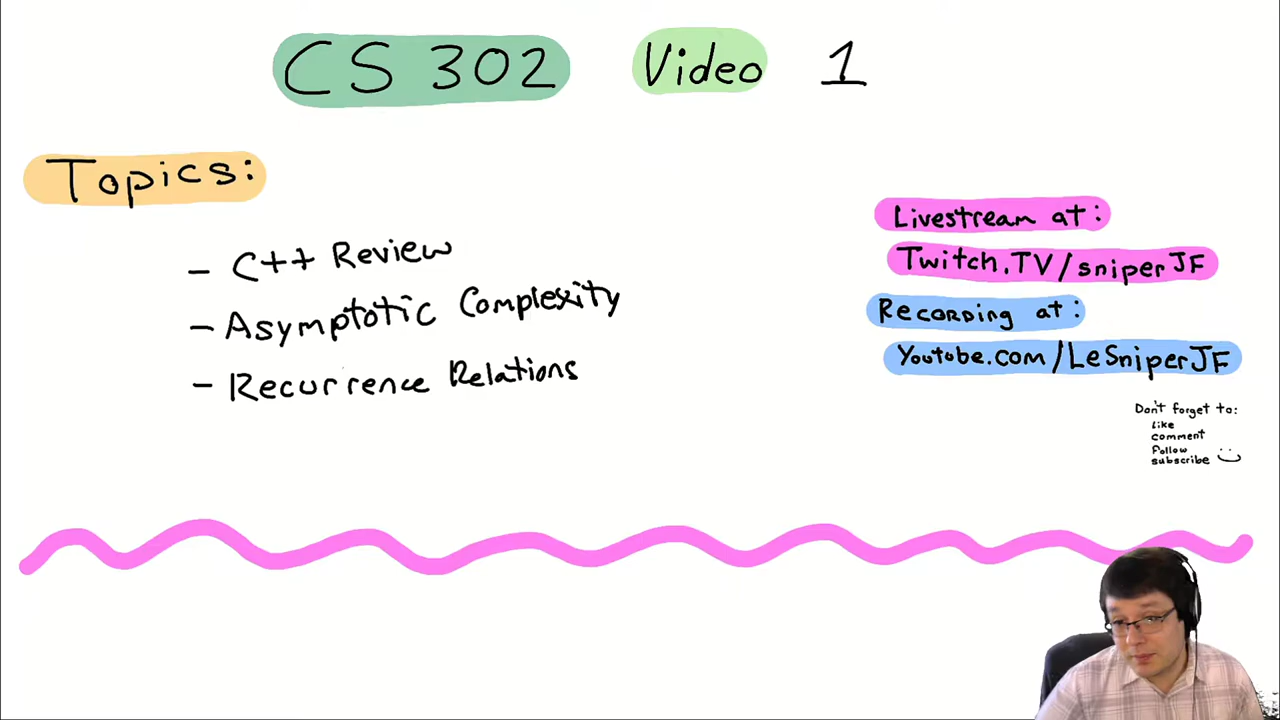 CS 302 Video 1
Topics:
- C++ Review
- Asymptotic Complexity
- Recurrence Relations
Livestream at:
Twitch.TV/sniperJF
Recording at:
Youtobe.com/LeSniperJF
Don't forget to:
Like
comment
Follow
subscribe